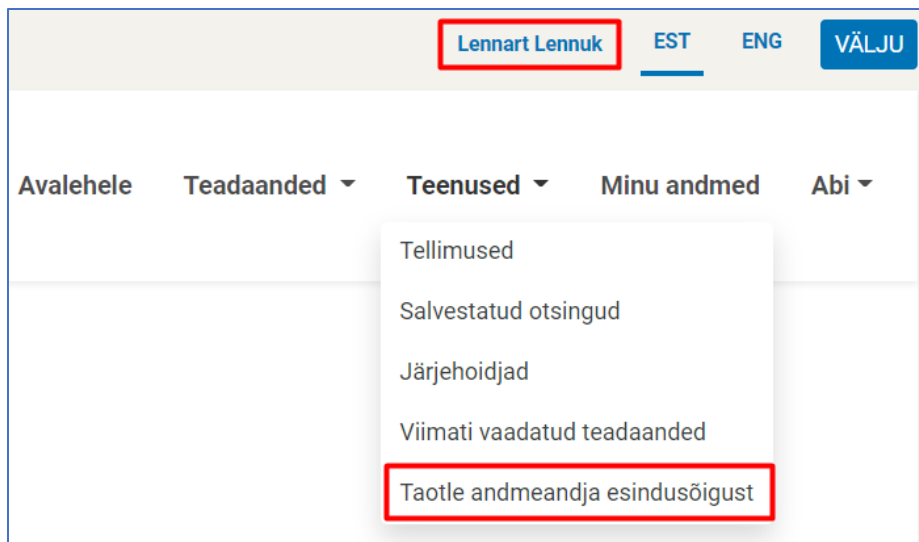 Lennart Lennuk EST ENG VÄLJU
Avalehele Teadaanded Teenused Minu andmed Abi
Tellimused
Salvestatud otsingud
Järjehoidjad
Viimati vaadatud teadaanded
Taotle andmeandja esindusõigust